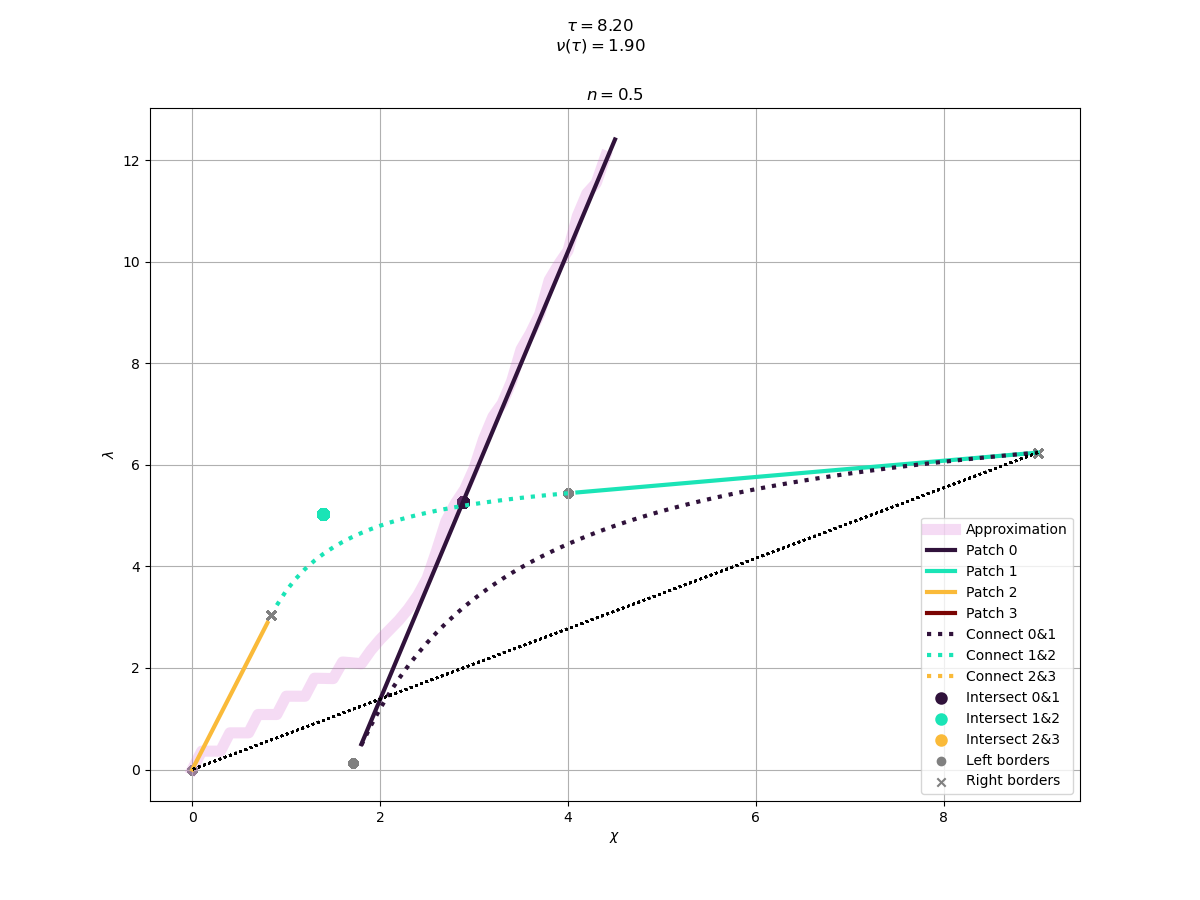 τ = 8.20
ν(τ) = 1.90
n = 0.5
12
10
8
6
4
2
0
λ
0 2 4 6 8
χ
Approximation
Patch 0
Patch 1
Patch 2
Patch 3
Connect 0&1
Connect 1&2
Connect 2&3
Intersect 0&1
Intersect 1&2
Intersect 2&3
Left borders
Right borders